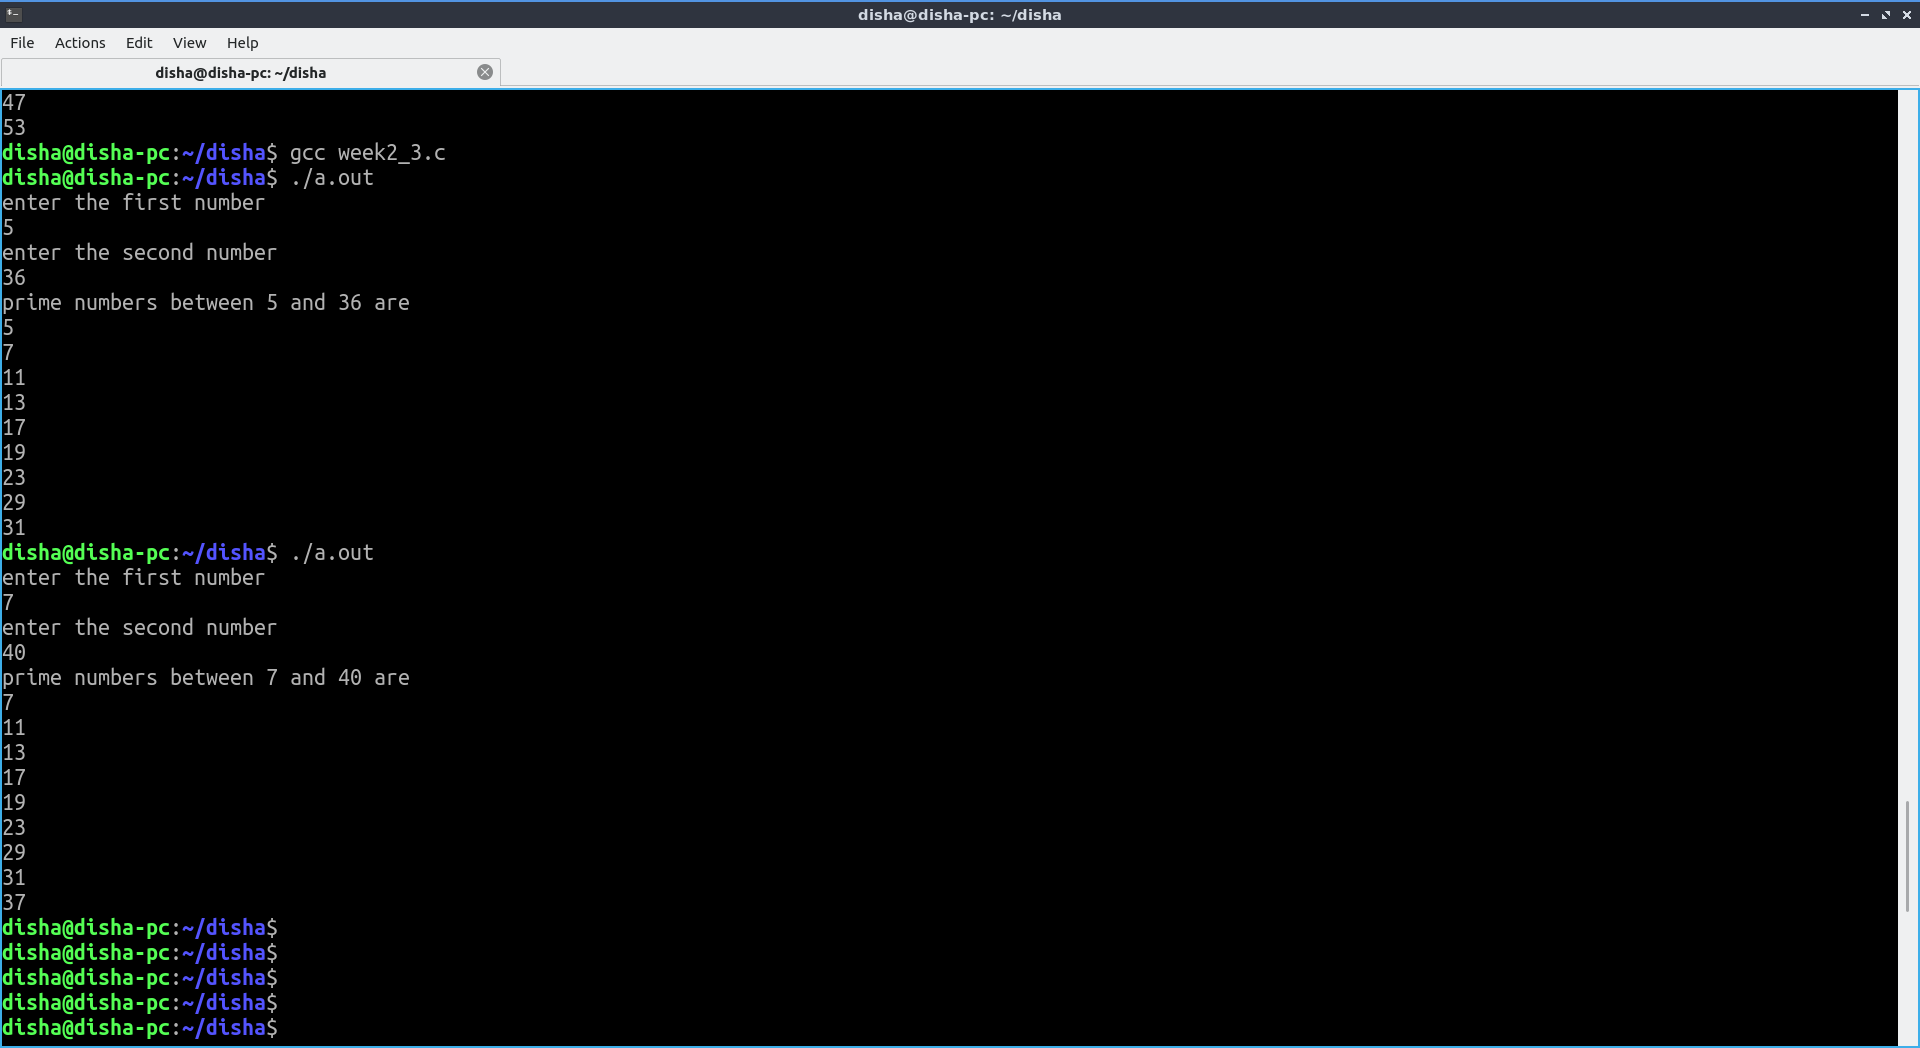 disha@disha-pc: ~/disha
File Actions Edit View Help
disha@disha-pc: ~/disha
47
53
disha@disha-pc:~/disha$ gcc week2_3.c
disha@disha-pc:~/disha$ ./a.out
enter the first number
5
enter the second number
36
prime numbers between 5 and 36 are
5
7
11
13
17
19
23
29
31
disha@disha-pc:~/disha$ ./a.out
enter the first number
7
enter the second number
40
prime numbers between 7 and 40 are
7
11
13
17
19
23
29
31
37
disha@disha-pc:~/disha$
disha@disha-pc:~/disha$
disha@disha-pc:~/disha$
disha@disha-pc:~/disha$
disha@disha-pc:~/disha$